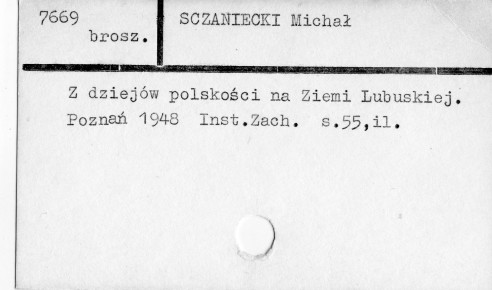 7669 SCZANIECKI Michał
brosz.
Z dziejów polskości na Ziemi Lubuskiej.
Poznań 1948 Inst.Zach. s.55,il.